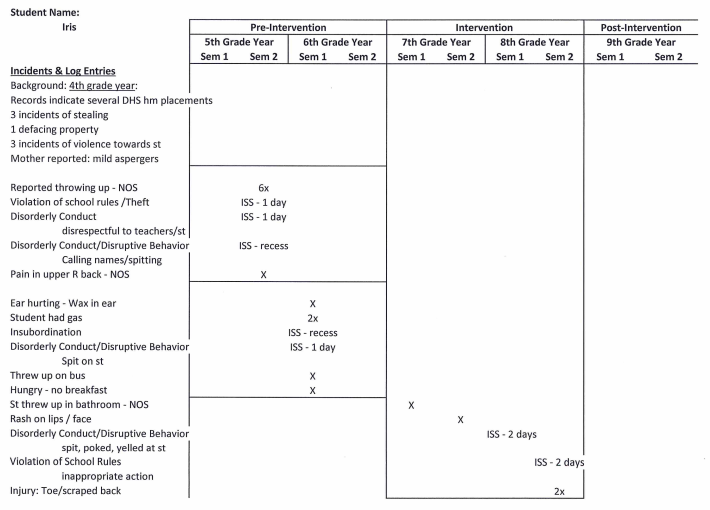 Student Name:
Iris
Pre-Intervention Intervention Post-Intervention
5th Grade Year 6th Grade Year 7th Grade Year 8th Grade Year 9th Grade Year
Sem 1 Sem 2 Sem 1 Sem 2 Sem 1 Sem 2 Sem 1 Sem 2 Sem 1 Sem 2
Incidents & Log Entries
Background: 4th grade year:
Records indicate several DHS hm placements
3 incidents of stealing
1 defacing property
3 incidents of violence towards st
Mother reported: mild aspergers
Reported throwing up - NOS 6x
Violation of school rules /Theft ISS - 1 day
Disorderly Conduct ISS - 1 day
disrespectful to teachers/st
Disorderly Conduct/Disruptive Behavior ISS - recess
Calling names/spitting
Pain in upper R back - NOS X
Ear hurting - Wax in ear X
Student had gas 2x
Insubordination ISS - recess
Disorderly Conduct/Disruptive Behavior ISS - 1 day
Spit on st
Threw up on bus X
Hungry - no breakfast X
St threw up in bathroom - NOS X
Rash on lips / face X
Disorderly Conduct/Disruptive Behavior ISS - 2 days
spit, poked, yelled at st
Violation of School Rules ISS - 2 days
inappropriate action
Injury: Toe/scraped back 2x